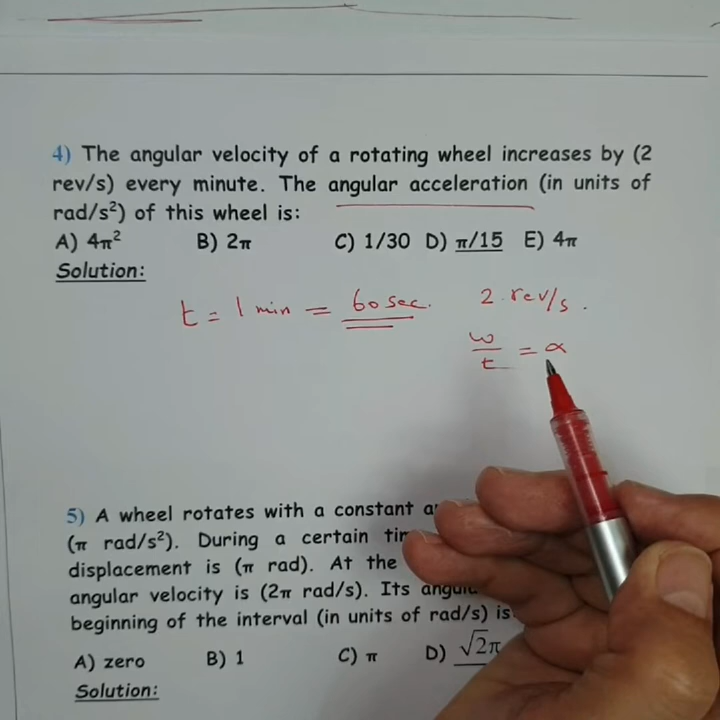 4) The angular velocity of a rotating wheel increases by (2
rev/s) every minute. The angular acceleration (in units of
rad/s²) of this wheel is:
A) 4π² B) 2π C) 1/30 D) π/15 E) 4π
Solution:
t = 1 min = 60 sec. 2 rev/s.
ω/t = α
5) A wheel rotates with a constant
(π rad/s²). During a certain
displacement is (π rad). At the
angular velocity is (2π rad/s). Its
beginning of the interval (in units of rad/s) is
A) zero B) 1 C) π D) √2π
Solution: